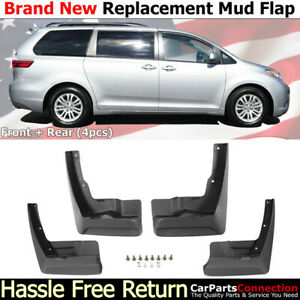 Brand New Replacement Mud Flap
Front + Rear (4pcs)
Hassle Free Return
CarPartsConnection
The Quality Parts & Service You Need